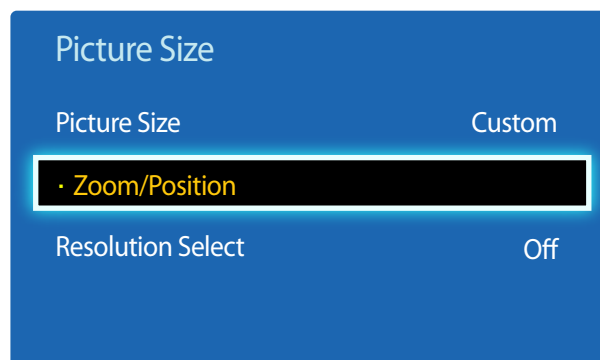 Picture Size
Picture Size Custom
· Zoom/Position
Resolution Select Off